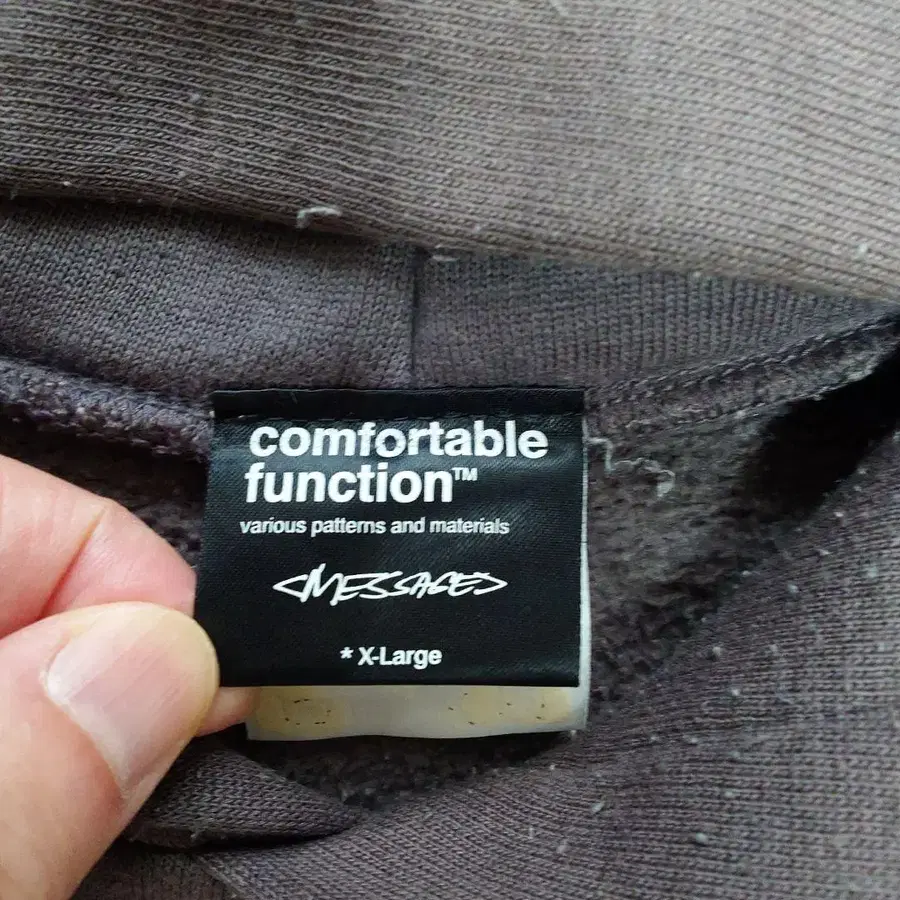 comfortable
function™
various patterns and materials
<MESSAGE>
* X-Large